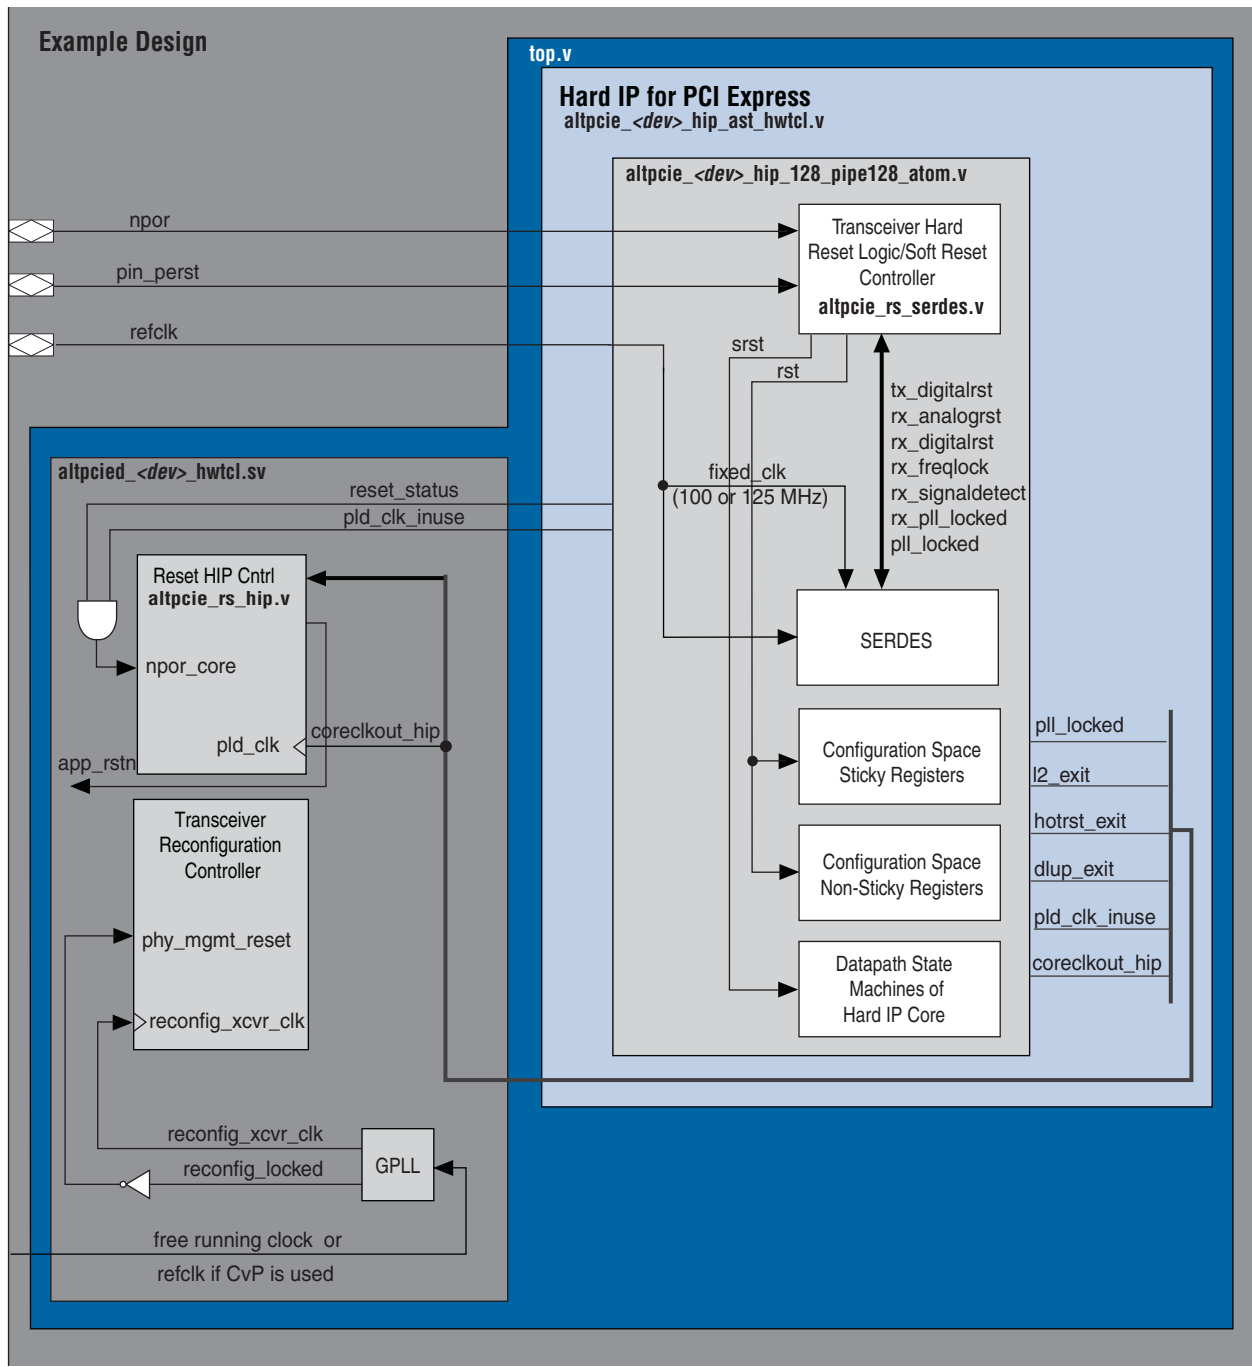 Example Design
top.v
Hard IP for PCI Express
altpcie_<dev>_hip_ast_hwtcl.v
altpcie_<dev>_hip_128_pipe128_atom.v
npor
pin_perst
refclk
Transceiver Hard
Reset Logic/Soft Reset
Controller
altpcie_rs_serdes.v
srst
rst
tx_digitalrst
rx_analogrst
rx_digitalrst
rx_freqlock
rx_signaldetect
rx_pll_locked
pll_locked
fixed_clk
(100 or 125 MHz)
altpcied_<dev>_hwtcl.sv
reset_status
pld_clk_inuse
Reset HIP Cntrl
altpcie_rs_hip.v
npor_core
pld_clk
coreclkout_hip
app_rstn
SERDES
Configuration Space
Sticky Registers
Configuration Space
Non-Sticky Registers
Datapath State
Machines of
Hard IP Core
pll_locked
l2_exit
hotrst_exit
dlup_exit
pld_clk_inuse
coreclkout_hip
Transceiver
Reconfiguration
Controller
phy_mgmt_reset
reconfig_xcvr_clk
reconfig_xcvr_clk
reconfig_locked
GPLL
free running clock or
refclk if CvP is used